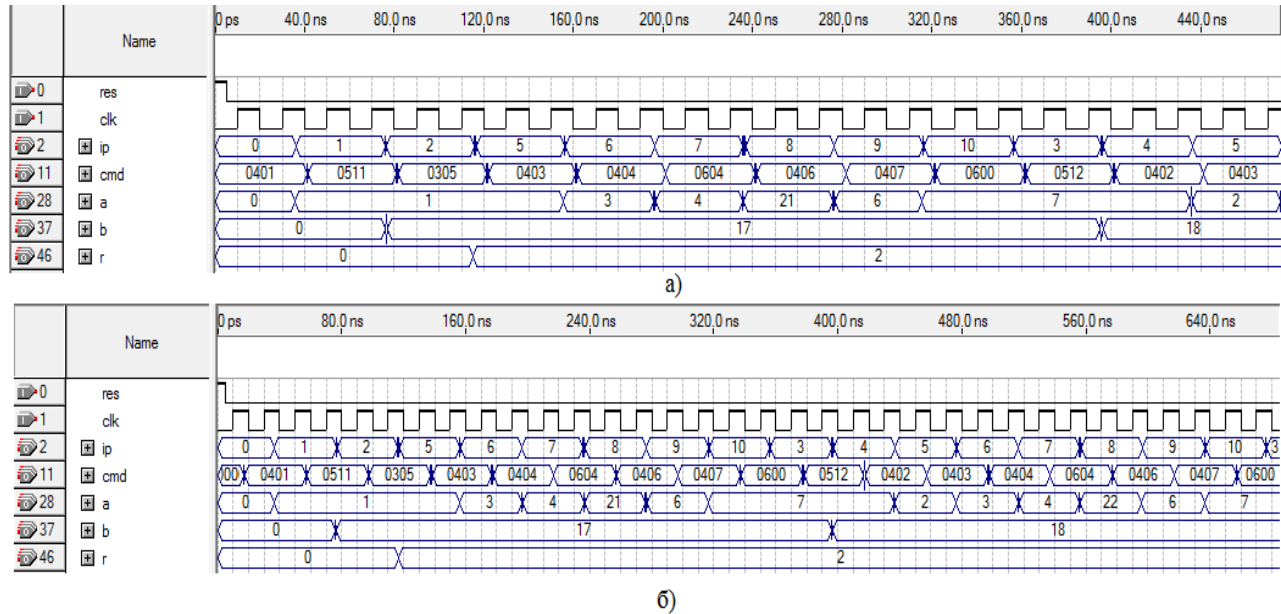 Name 0 ps 40.0 ns 80.0 ns 120.0 ns 160.0 ns 200.0 ns 240.0 ns 280.0 ns 320.0 ns 360.0 ns 400.0 ns 440.0 ns
0 res
1 clk
2 ip 0 1 2 5 6 7 8 9 10 3 4 5
11 cmd 0401 0511 0305 0403 0404 0604 0406 0407 0600 0512 0402 0403
28 a 0 1 3 4 21 6 7 2
37 b 0 17 18
46 r 0 2
а)
Name 0 ps 80.0 ns 160.0 ns 240.0 ns 320.0 ns 400.0 ns 480.0 ns 560.0 ns 640.0 ns
0 res
1 clk
2 ip 0 1 2 5 6 7 8 9 10 3 4 5 6 7 8 9 10 3
11 cmd 00 0401 0511 0305 0403 0404 0604 0406 0407 0600 0512 0402 0403 0404 0604 0406 0407 0600
28 a 0 1 3 4 21 6 7 2 3 4 22 6 7
37 b 0 17 18
46 r 0 2
б)